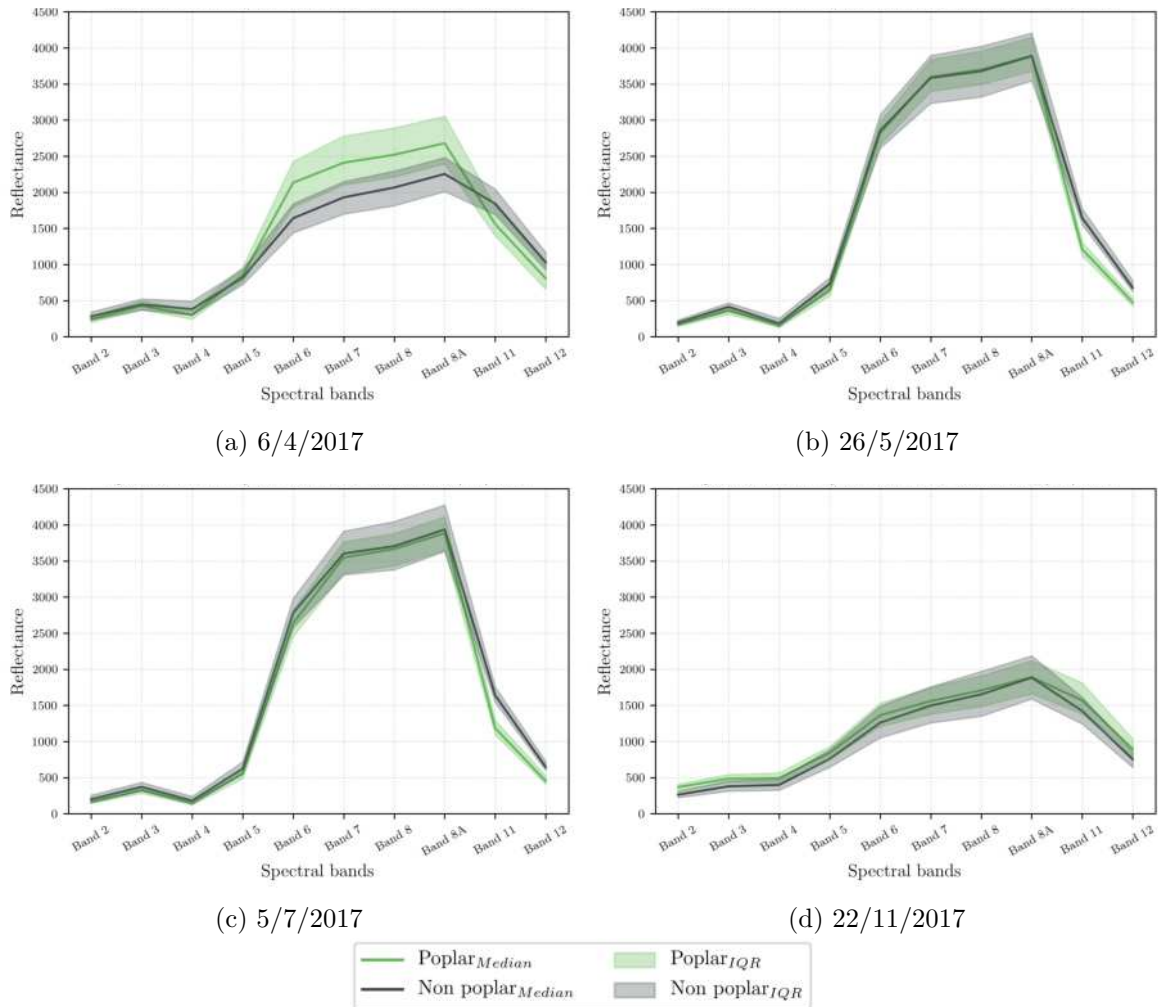 4500
4000
3500
3000
2500
2000
1500
1000
500
0
Reflectance
Band 2
Band 3
Band 4
Band 5
Band 6
Band 7
Band 8
Band 8A
Band 11
Band 12
Spectral bands
(a) 6/4/2017
4500
4000
3500
3000
2500
2000
1500
1000
500
0
Reflectance
Band 2
Band 3
Band 4
Band 5
Band 6
Band 7
Band 8
Band 8A
Band 11
Band 12
Spectral bands
(b) 26/5/2017
4500
4000
3500
3000
2500
2000
1500
1000
500
0
Reflectance
Band 2
Band 3
Band 4
Band 5
Band 6
Band 7
Band 8
Band 8A
Band 11
Band 12
Spectral bands
(c) 5/7/2017
4500
4000
3500
3000
2500
2000
1500
1000
500
0
Reflectance
Band 2
Band 3
Band 4
Band 5
Band 6
Band 7
Band 8
Band 8A
Band 11
Band 12
Spectral bands
(d) 22/11/2017
Poplar Median
Poplar IQR
Non poplar Median
Non poplar IQR